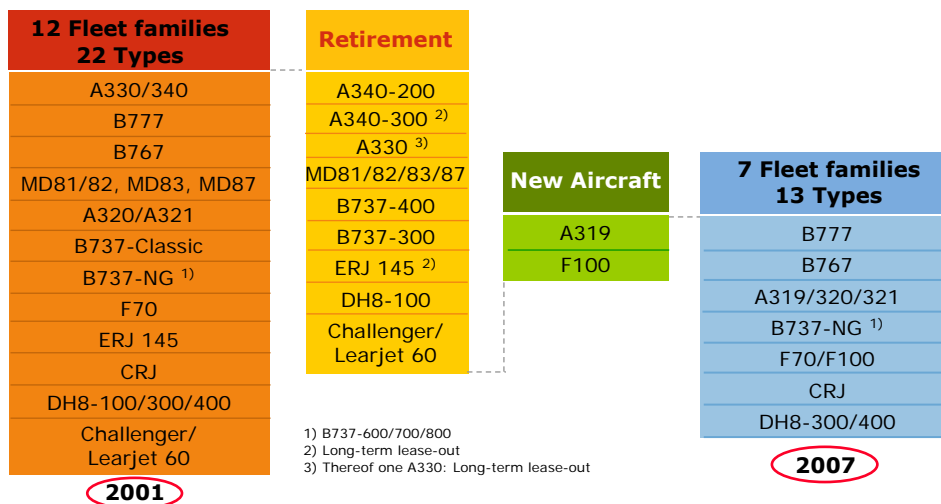 12 Fleet families
22 Types
A330/340
B777
B767
MD81/82, MD83, MD87
A320/A321
B737-Classic
B737-NG 1)
F70
ERJ 145
CRJ
DH8-100/300/400
Challenger/
Learjet 60
2001
Retirement
A340-200
A340-300 2)
A330 3)
MD81/82/83/87
B737-400
B737-300
ERJ 145 2)
DH8-100
Challenger/
Learjet 60
1) B737-600/700/800
2) Long-term lease-out
3) Thereof one A330: Long-term lease-out
New Aircraft
A319
F100
7 Fleet families
13 Types
B777
B767
A319/320/321
B737-NG 1)
F70/F100
CRJ
DH8-300/400
2007